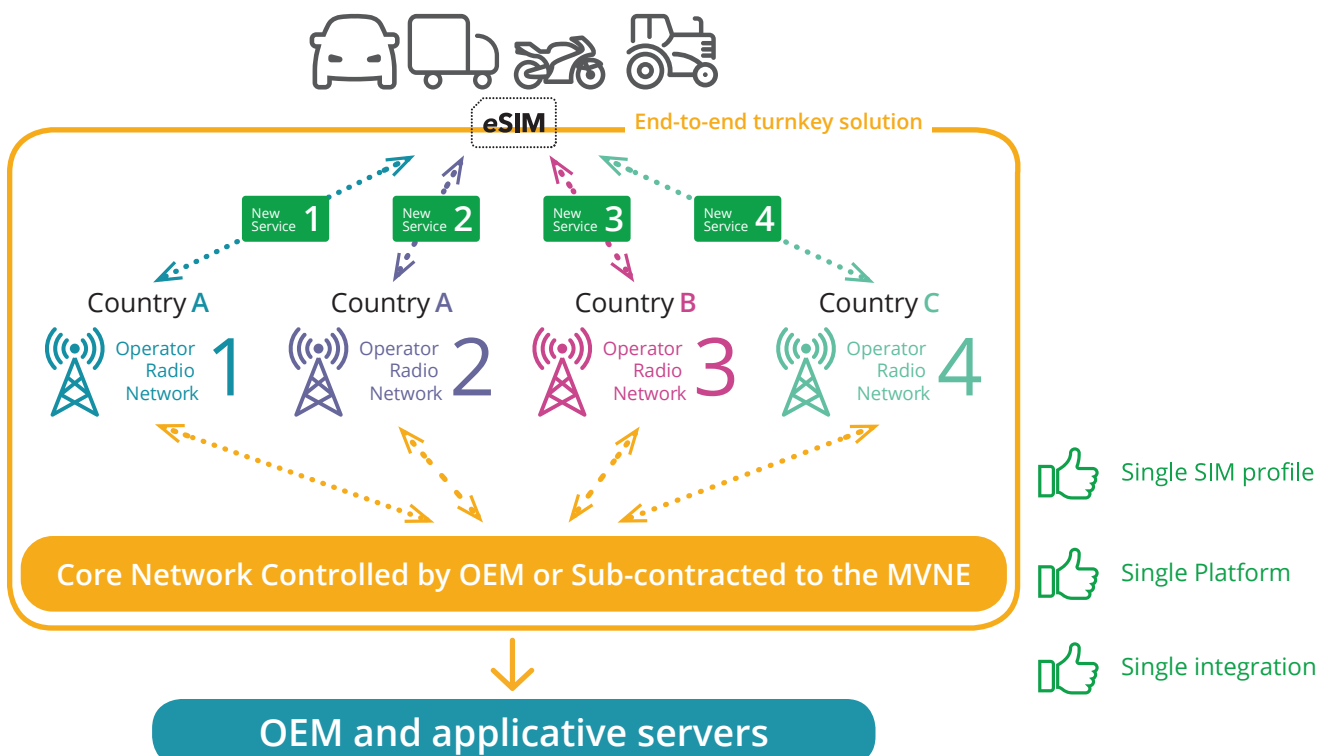 eSIM
End-to-end turnkey solution
New
Service 1
New
Service 2
New
Service 3
New
Service 4
Country A
Country A
Country B
Country C
Operator
Radio
Network 1
Operator
Radio
Network 2
Operator
Radio
Network 3
Operator
Radio
Network 4
Single SIM profile
Core Network Controlled by OEM or Sub-contracted to the MVNE
Single Platform
Single integration
OEM and applicative servers